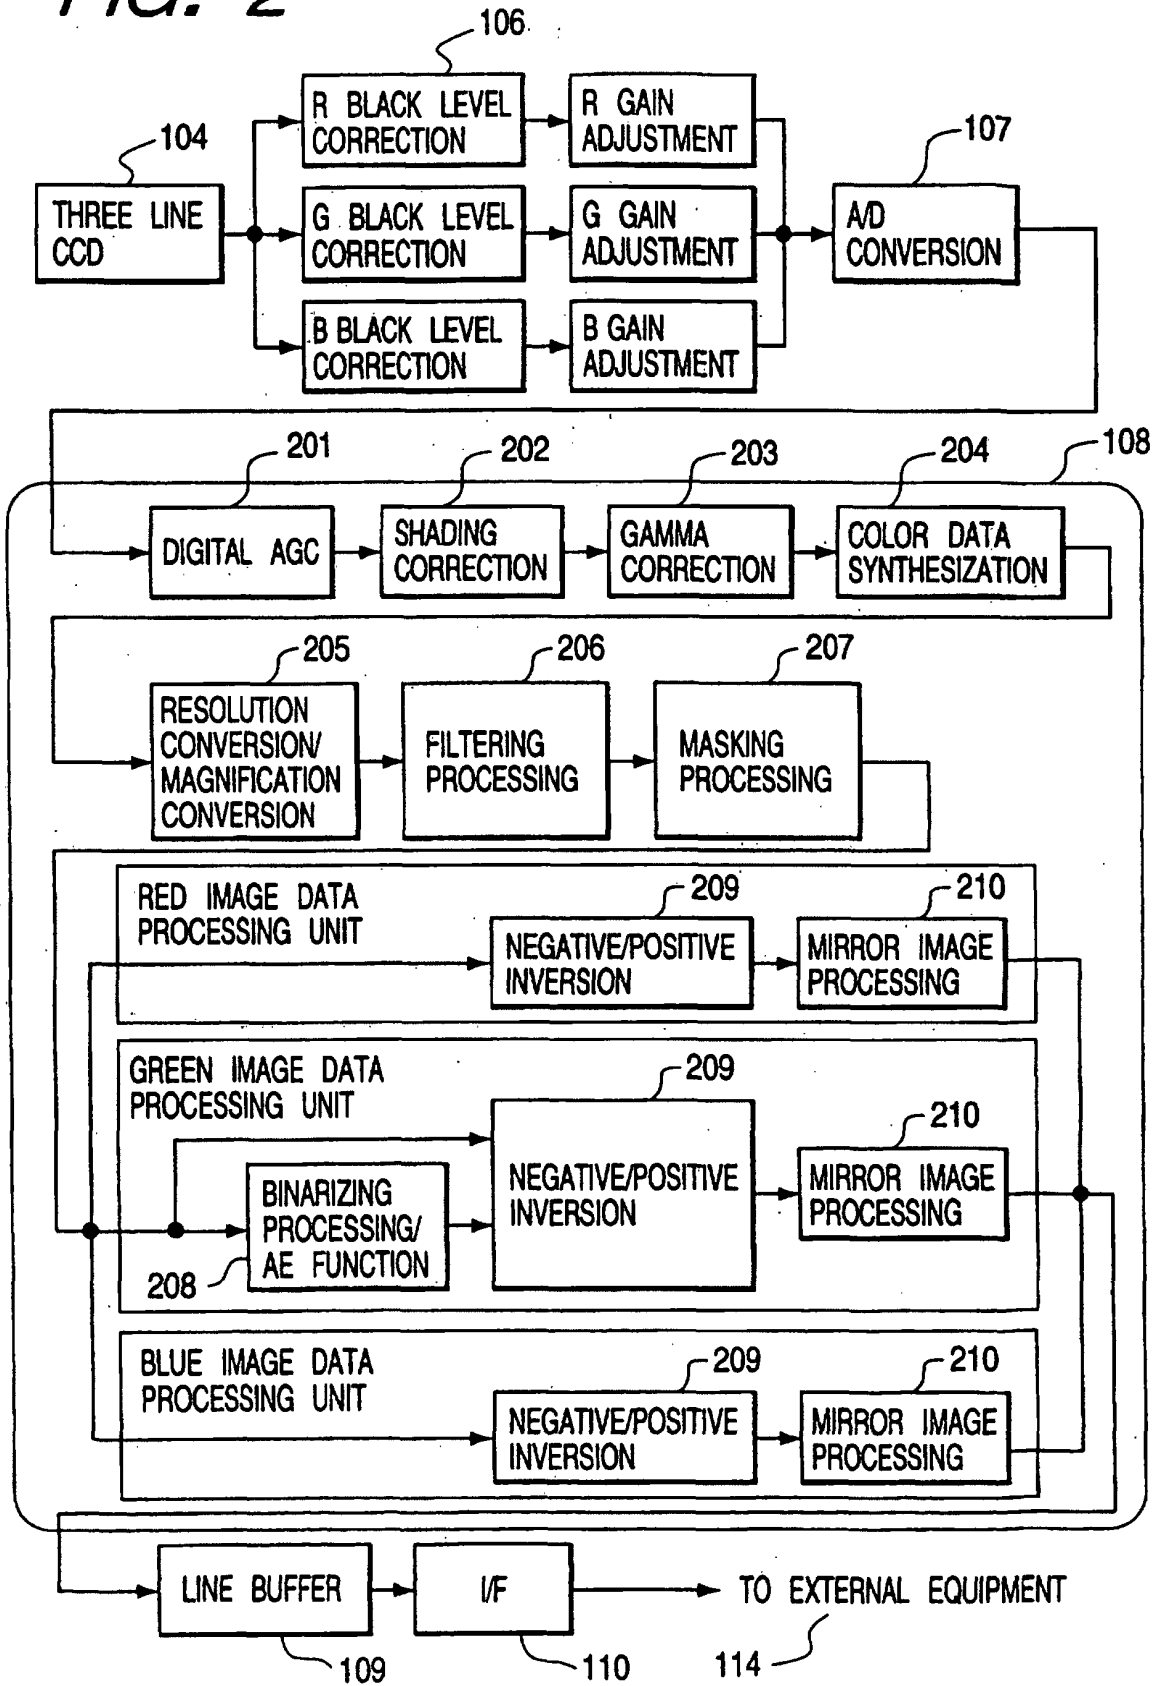 FIG. 2
106
R BLACK LEVEL
CORRECTION
R GAIN
ADJUSTMENT
104
107
THREE LINE
CCD
G BLACK LEVEL
CORRECTION
G GAIN
ADJUSTMENT
A/D
CONVERSION
B BLACK LEVEL
CORRECTION
B GAIN
ADJUSTMENT
201
202
203
204
108
DIGITAL AGC
SHADING
CORRECTION
GAMMA
CORRECTION
COLOR DATA
SYNTHESIZATION
205
206
207
RESOLUTION
CONVERSION/
MAGNIFICATION
CONVERSION
FILTERING
PROCESSING
MASKING
PROCESSING
RED IMAGE DATA
PROCESSING UNIT
209
210
NEGATIVE/POSITIVE
INVERSION
MIRROR IMAGE
PROCESSING
GREEN IMAGE DATA
PROCESSING UNIT
209
210
BINARIZING
PROCESSING/
AE FUNCTION
208
NEGATIVE/POSITIVE
INVERSION
MIRROR IMAGE
PROCESSING
BLUE IMAGE DATA
PROCESSING UNIT
209
210
NEGATIVE/POSITIVE
INVERSION
MIRROR IMAGE
PROCESSING
LINE BUFFER
I/F
TO EXTERNAL EQUIPMENT
109
110
114